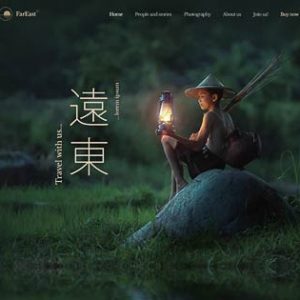 FarEast
Home People and stories Photography About us Join us! Buy now
遠東
Travel with us...
...lorem ipsum